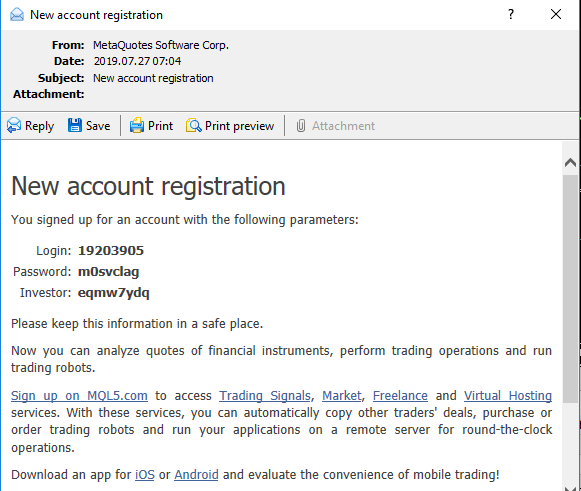 New account registration
From: MetaQuotes Software Corp.
Date: 2019.07.27 07:04
Subject: New account registration
Attachment:
Reply Save Print Print preview Attachment
New account registration
You signed up for an account with the following parameters:
Login: 19203905
Password: m0svclag
Investor: eqmw7ydq
Please keep this information in a safe place.
Now you can analyze quotes of financial instruments, perform trading operations and run
trading robots.
Sign up on MQL5.com to access Trading Signals, Market, Freelance and Virtual Hosting
services. With these services, you can automatically copy other traders' deals, purchase or
order trading robots and run your applications on a remote server for round-the-clock
operations.
Download an app for iOS or Android and evaluate the convenience of mobile trading!